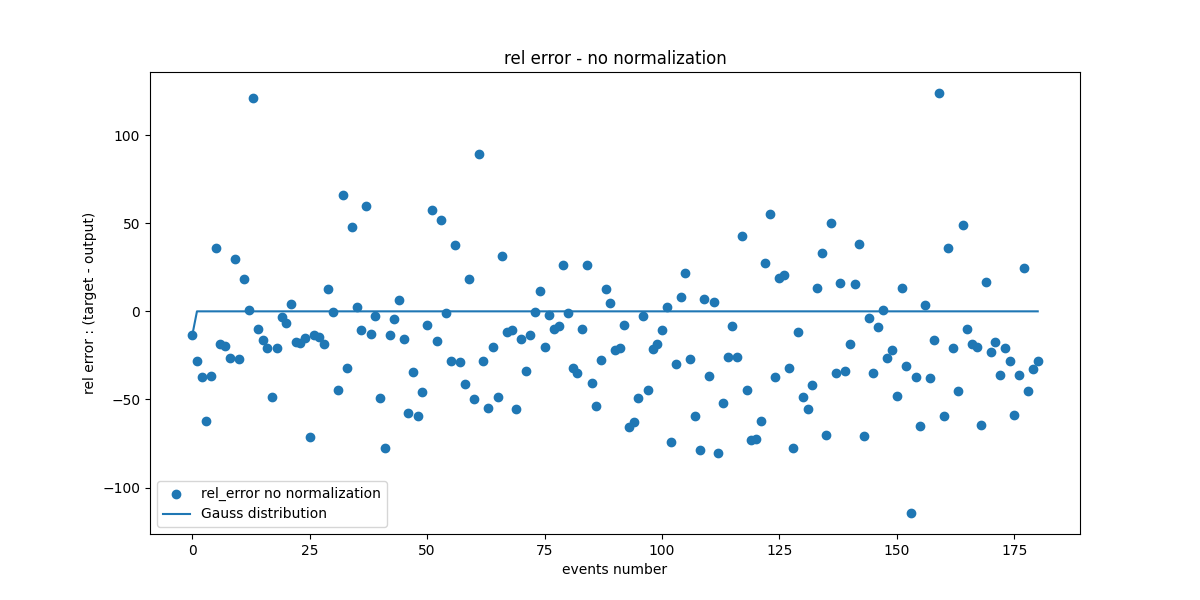 rel error - no normalization
rel error : (target - output)
100
50
0
−50
−100
rel_error no normalization
Gauss distribution
0 25 50 75 100 125 150 175
events number